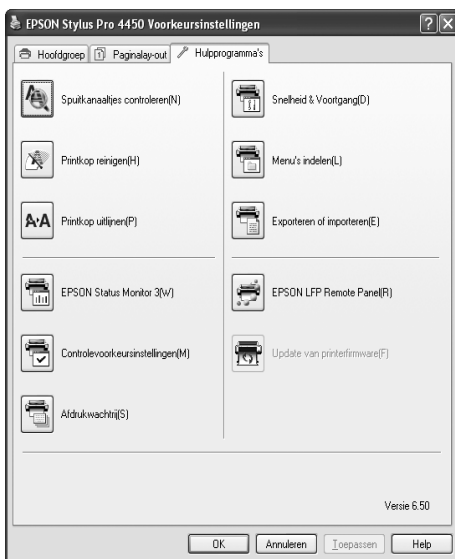 EPSON Stylus Pro 4450 Voorkeursinstellingen
Hoofdgroep Paginalay-out Hulpprogramma's
Spuitkanaaltjes controleren(N)
Snelheid & Voortgang(D)
Printkop reinigen(H)
Menu's indelen(L)
Printkop uitlijnen(P)
Exporteren of importeren(E)
EPSON Status Monitor 3(W)
EPSON LFP Remote Panel(R)
Controlevoorkeursinstellingen(M)
Update van printerfirmware(F)
Afdrukwachtrij(S)
Versie 6.50
OK Annuleren Toepassen Help